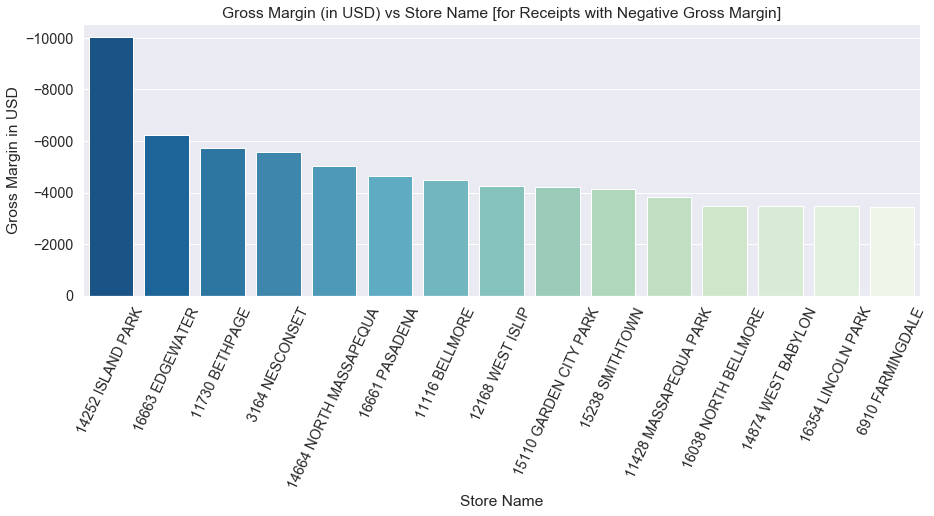 Gross Margin (in USD) vs Store Name [for Receipts with Negative Gross Margin]
Gross Margin in USD
−10000
−8000
−6000
−4000
−2000
0
14252 ISLAND PARK
16663 EDGEWATER
11730 BETHPAGE
3164 NESCONSET
14664 NORTH MASSAPEQUA
16661 PASADENA
11116 BELLMORE
12168 WEST ISLIP
15110 GARDEN CITY PARK
15238 SMITHTOWN
11428 MASSAPEQUA PARK
16038 NORTH BELLMORE
14874 WEST BABYLON
16354 LINCOLN PARK
6910 FARMINGDALE
Store Name